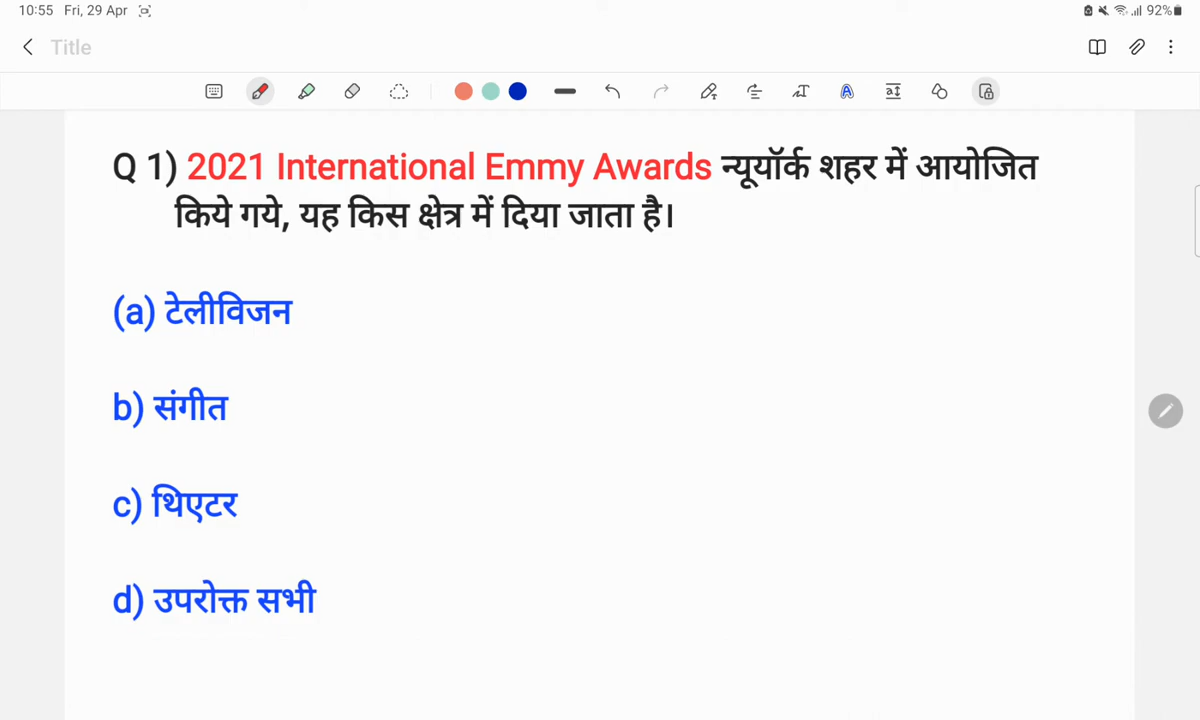 10:55 Fri, 29 Apr 92%
Title
Q 1) 2021 International Emmy Awards न्यूयॉर्क शहर में आयोजित
किये गये, यह किस क्षेत्र में दिया जाता है।
(a) टेलीविजन
b) संगीत
c) थिएटर
d) उपरोक्त सभी